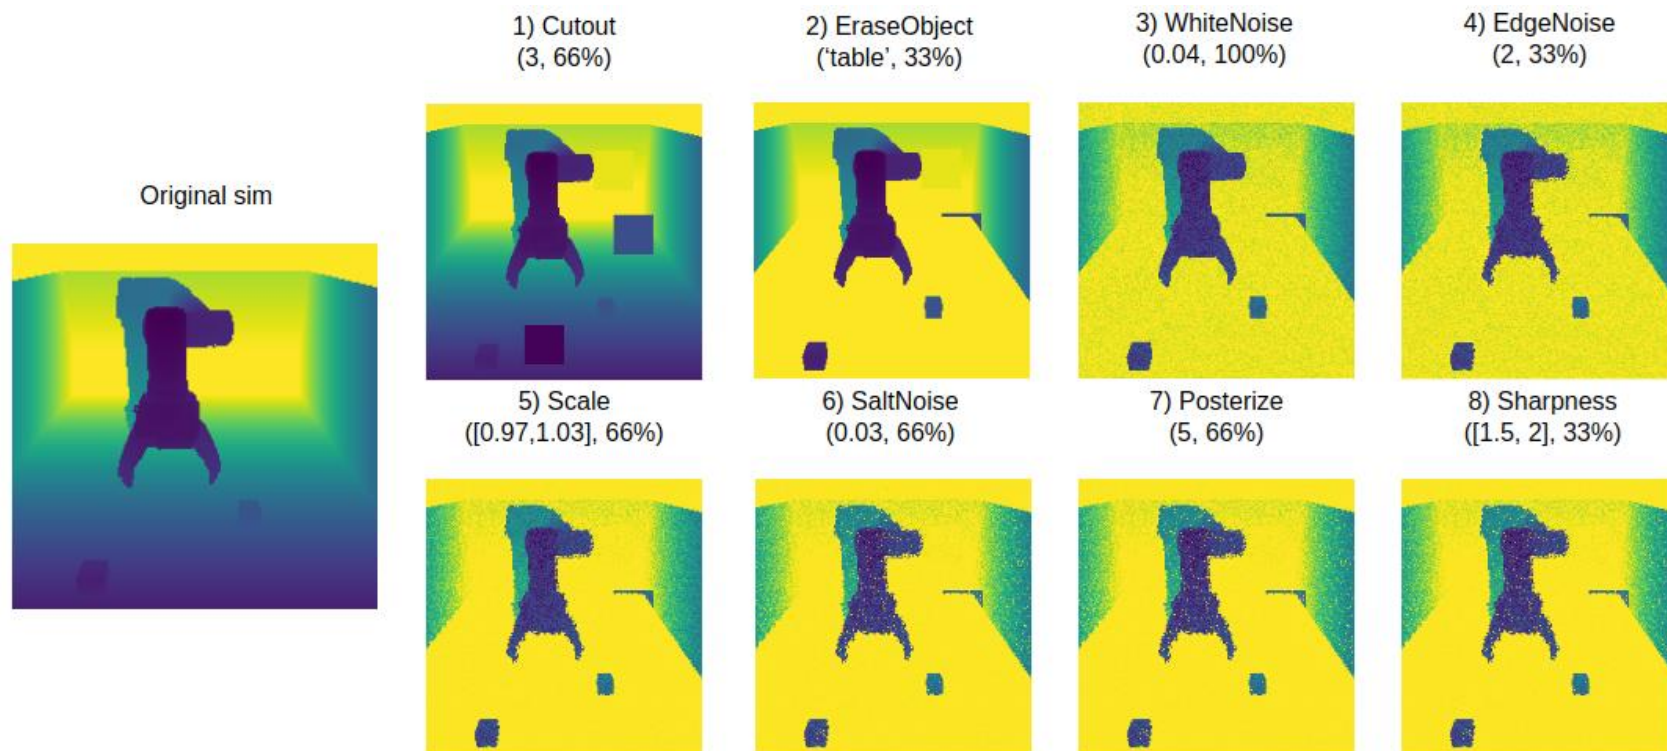 Original sim
1) Cutout
(3, 66%)
2) EraseObject
(‘table’, 33%)
3) WhiteNoise
(0.04, 100%)
4) EdgeNoise
(2, 33%)
5) Scale
([0.97,1.03], 66%)
6) SaltNoise
(0.03, 66%)
7) Posterize
(5, 66%)
8) Sharpness
([1.5, 2], 33%)